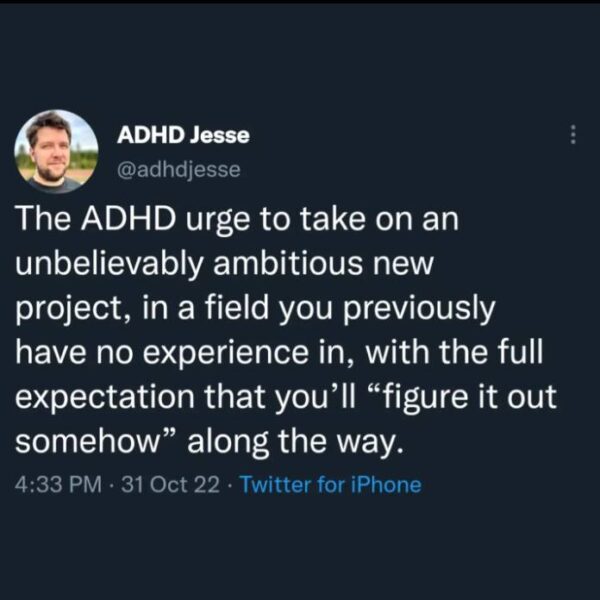 ADHD Jesse
@adhdjesse
The ADHD urge to take on an
unbelievably ambitious new
project, in a field you previously
have no experience in, with the full
expectation that you’ll “figure it out
somehow” along the way.
4:33 PM · 31 Oct 22 · Twitter for iPhone